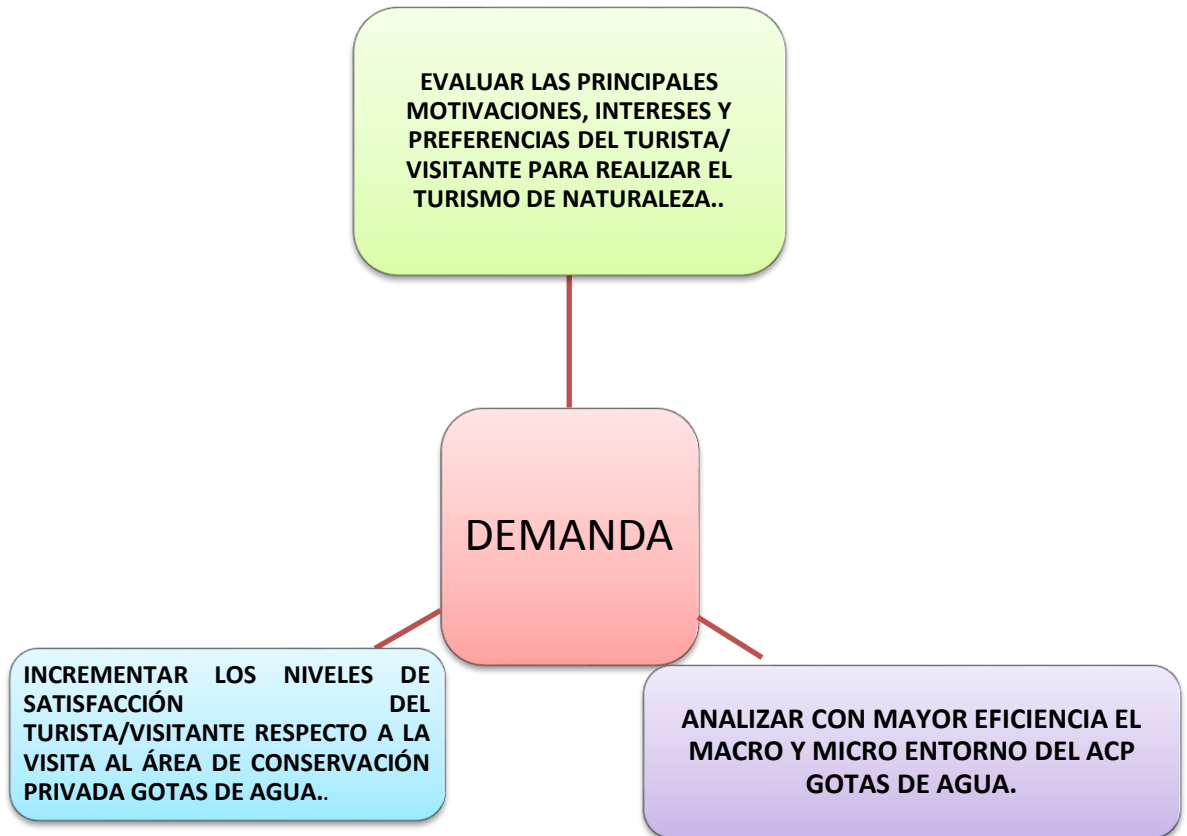 EVALUAR LAS PRINCIPALES
MOTIVACIONES, INTERESES Y
PREFERENCIAS DEL TURISTA/
VISITANTE PARA REALIZAR EL
TURISMO DE NATURALEZA..
DEMANDA
INCREMENTAR LOS NIVELES DE
SATISFACCIÓN DEL
TURISTA/VISITANTE RESPECTO A LA
VISITA AL ÁREA DE CONSERVACIÓN
PRIVADA GOTAS DE AGUA..
ANALIZAR CON MAYOR EFICIENCIA EL
MACRO Y MICRO ENTORNO DEL ACP
GOTAS DE AGUA.